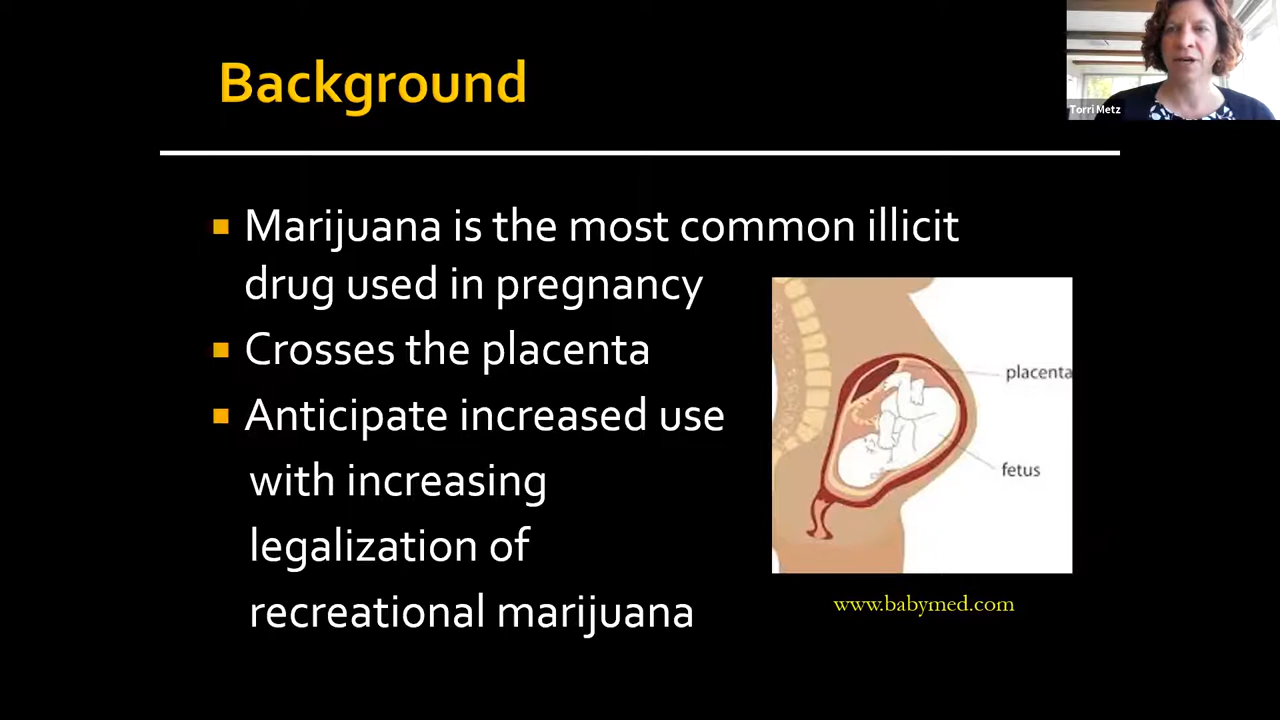 Background
Torri Metz
Marijuana is the most common illicit
drug used in pregnancy
Crosses the placenta
Anticipate increased use
with increasing
legalization of
recreational marijuana
placenta
fetus
www.babymed.com